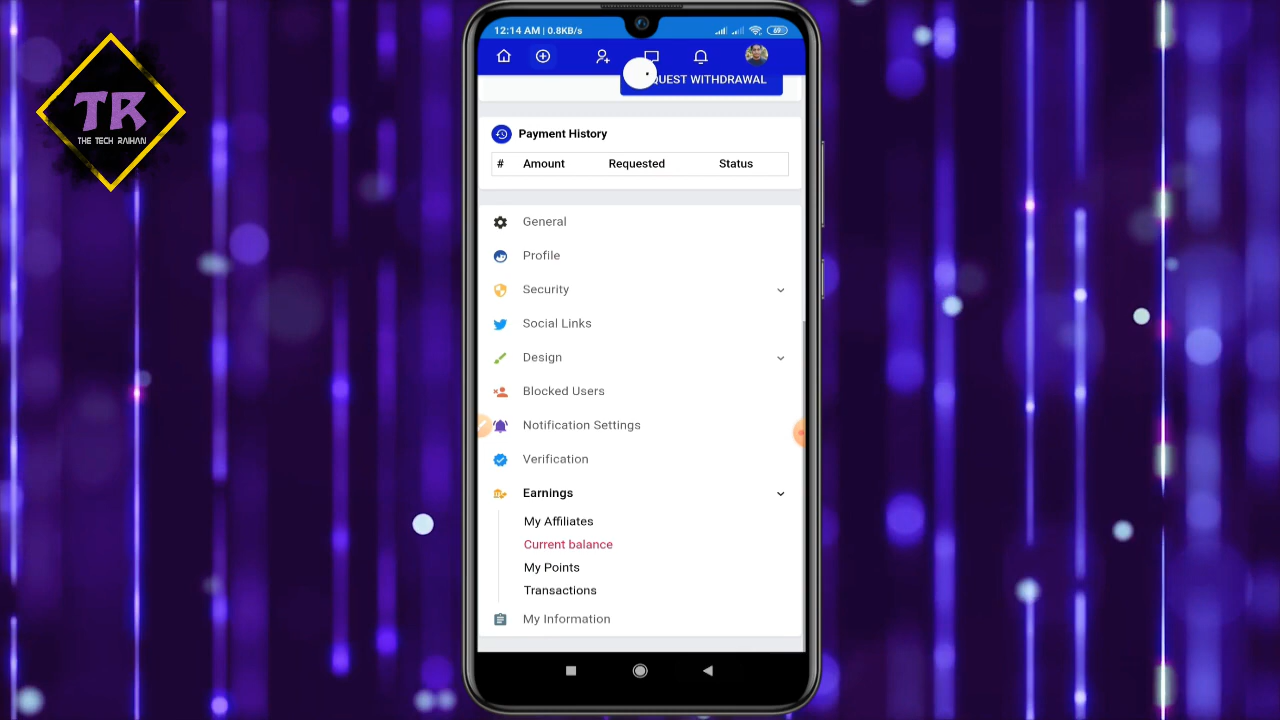 TR
THE TECH RAIHAN
12:14 AM | 0.8KB/s
69
WITHDRAWAL
Payment History
# Amount Requested Status
General
Profile
Security
Social Links
Design
Blocked Users
Notification Settings
Verification
Earnings
My Affiliates
Current balance
My Points
Transactions
My Information